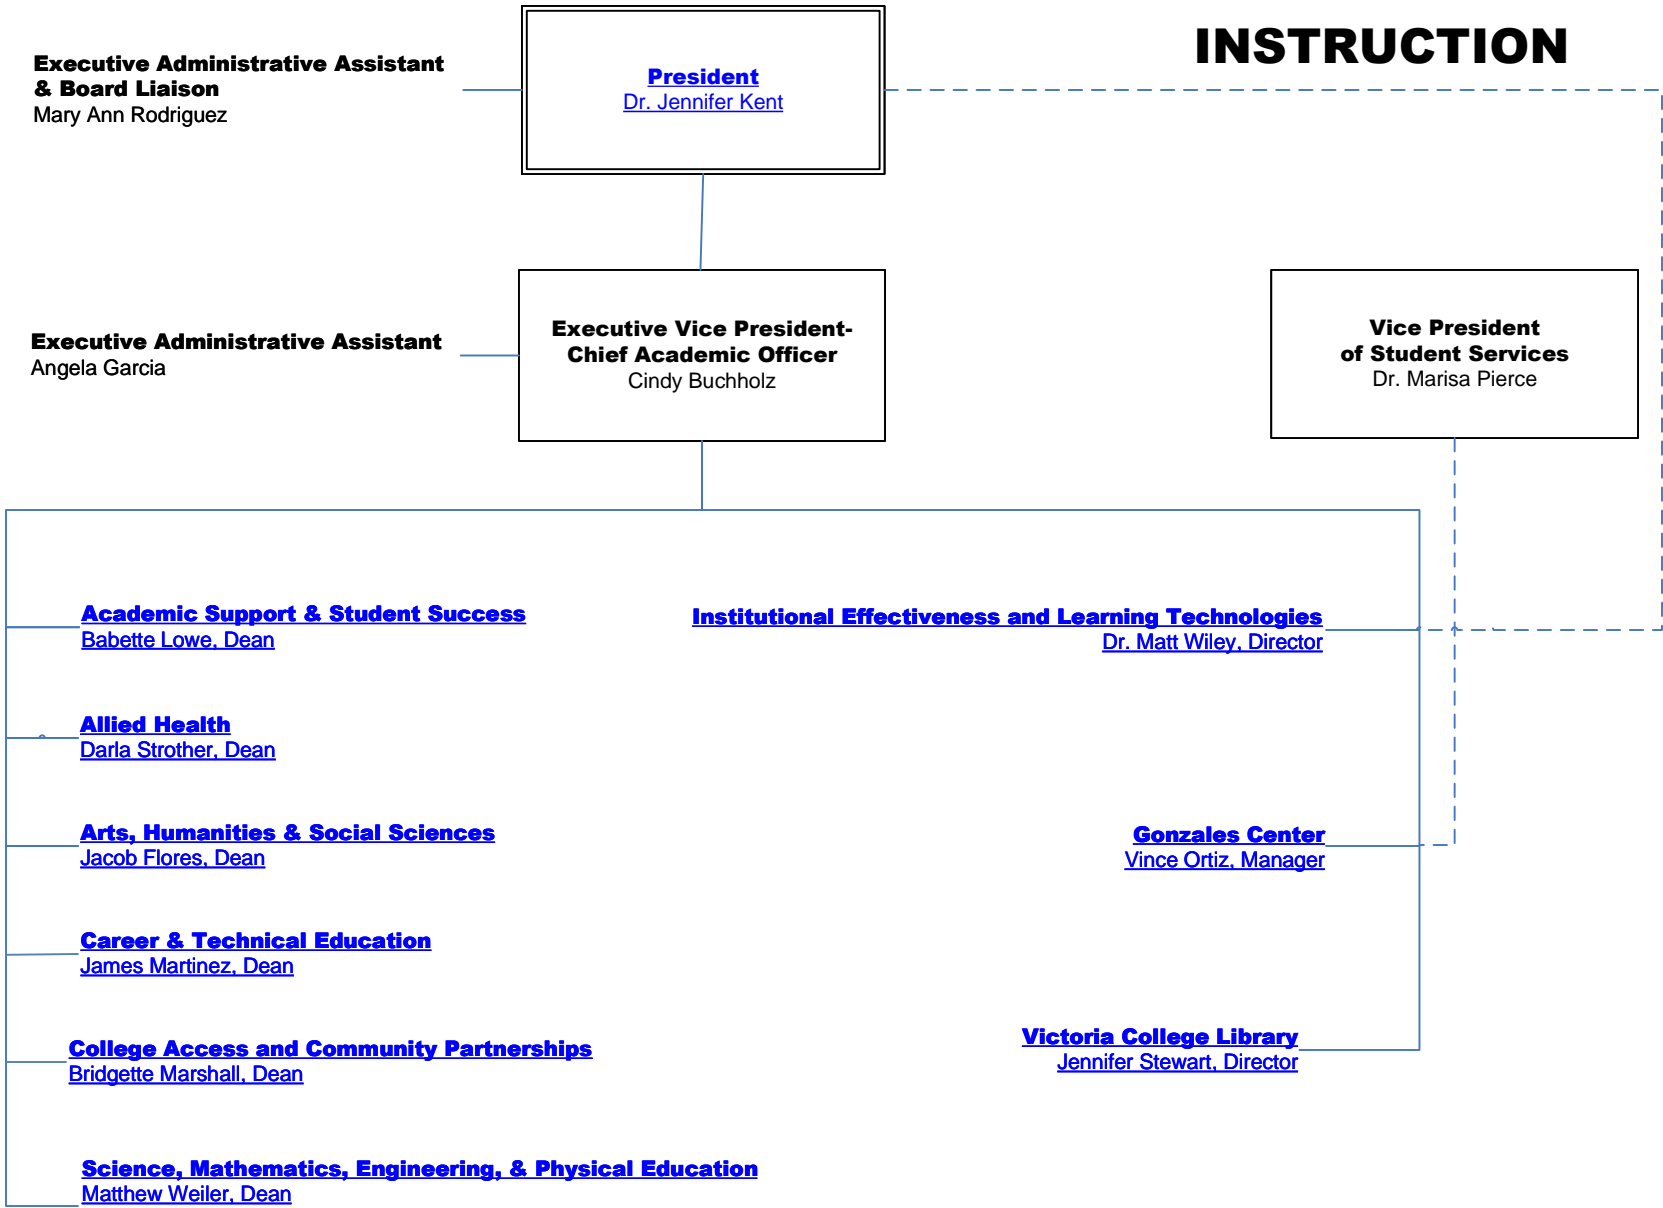 INSTRUCTION
Executive Administrative Assistant
& Board Liaison
Mary Ann Rodriguez
President
Dr. Jennifer Kent
Executive Administrative Assistant
Angela Garcia
Executive Vice President-
Chief Academic Officer
Cindy Buchholz
Vice President
of Student Services
Dr. Marisa Pierce
Academic Support & Student Success
Babette Lowe, Dean
Institutional Effectiveness and Learning Technologies
Dr. Matt Wiley, Director
Allied Health
Darla Strother, Dean
Arts, Humanities & Social Sciences
Jacob Flores, Dean
Gonzales Center
Vince Ortiz, Manager
Career & Technical Education
James Martinez, Dean
College Access and Community Partnerships
Bridgette Marshall, Dean
Victoria College Library
Jennifer Stewart, Director
Science, Mathematics, Engineering, & Physical Education
Matthew Weiler, Dean